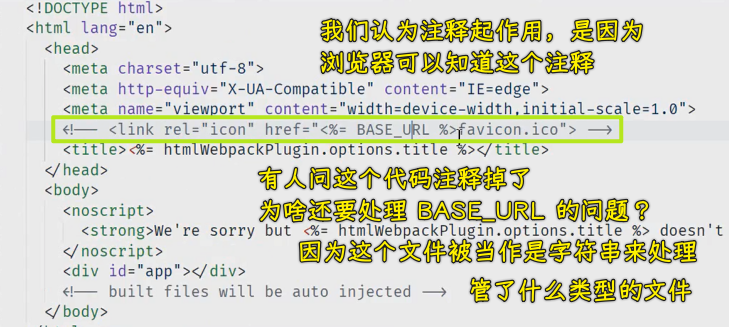 <!DOCTYPE html>
<html lang="en">
我们认为注释起作用，是因为
<head>
浏览器可以知道这个注释
<meta charset="utf-8">
<meta http-equiv="X-UA-Compatible" content="IE=edge">
<meta name="viewport" content="width=device-width,initial-scale=1.0">
<!-- <link rel="icon" href="<%= BASE_URL %>favicon.ico"> -->
<title><%= htmlWebpackPlugin.options.title %></title>
</head>
有人问这个代码注释掉了
<body>
为啥还要处理 BASE_URL 的问题？
<noscript>
<strong>We're sorry but <%= htmlWebpackPlugin.options.title %> doesn't
</noscript>
因为这个文件被当作是字符串来处理
<div id="app"></div>
<!-- built files will be auto injected -->
管了什么类型的文件
</body>